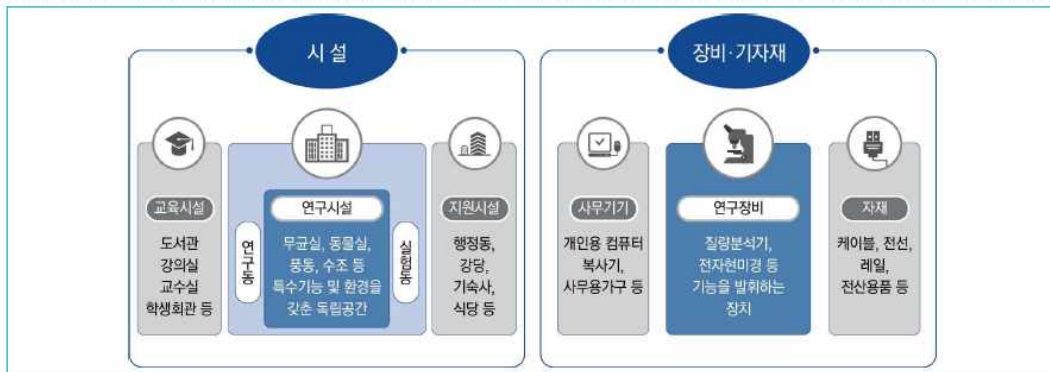 시 설
교육시설
도서관
강의실
교수실
학생회관 등
연구동
연구시설
무균실, 동물실,
풍동, 수조 등
특수기능 및 환경을
갖춘 독립공간
실험동
지원시설
행정동,
강당,
기숙사,
식당 등
장비·기자재
사무기기
개인용 컴퓨터
복사기,
사무용가구 등
연구장비
질량분석기,
전자현미경 등
기능을 발휘하는
장치
자재
케이블, 전선,
레일,
전산용품 등